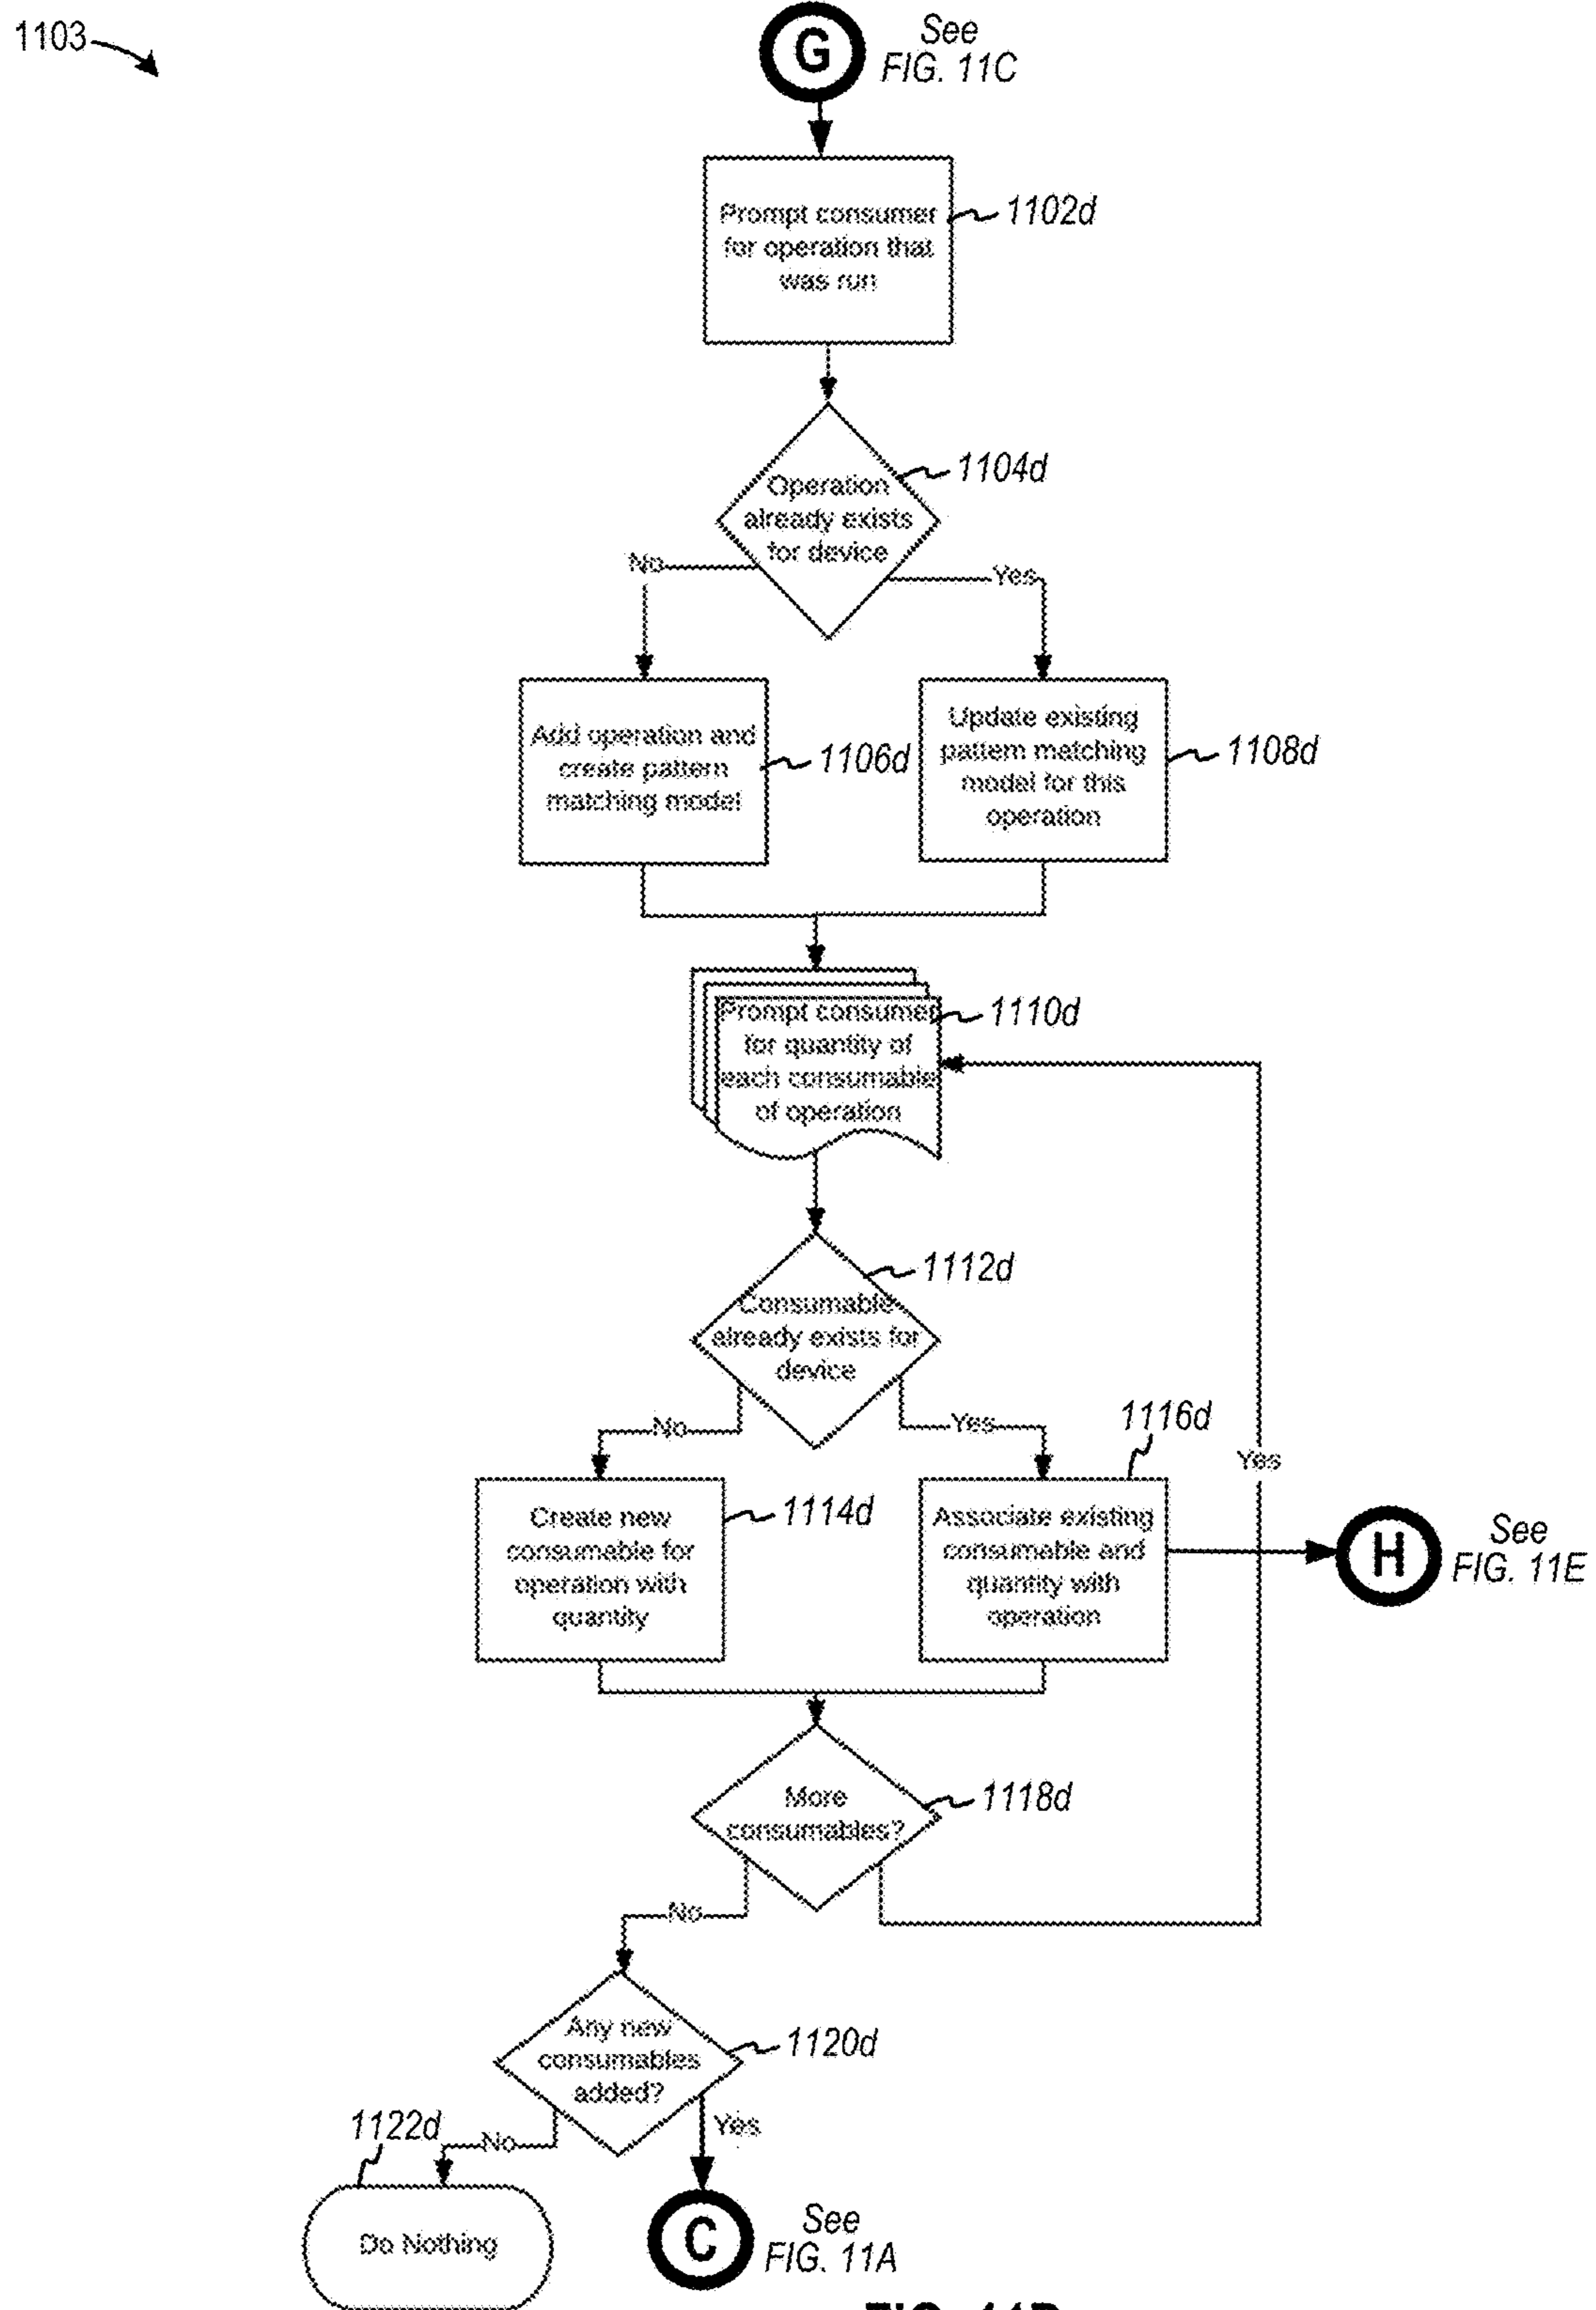 1103
G
See
FIG. 11C
Prompt consumer
for operation that
was run
1102d
Operation
already exists
for device
1104d
No
Yes
Add operation and
create pattern
matching model
1106d
Update existing
pattern matching
model for this
operation
1108d
Prompt consumer
for quantity of
each consumable
of operation
1110d
Consumable
already exists for
device
1112d
No
Yes
1116d
Yes
Create new
consumable for
operation with
quantity
1114d
Associate existing
consumable and
quantity with
operation
H
See
FIG. 11E
More
consumables?
1118d
No
Any new
consumables
added?
1120d
1122d
No
Yes
Do Nothing
C
See
FIG. 11A